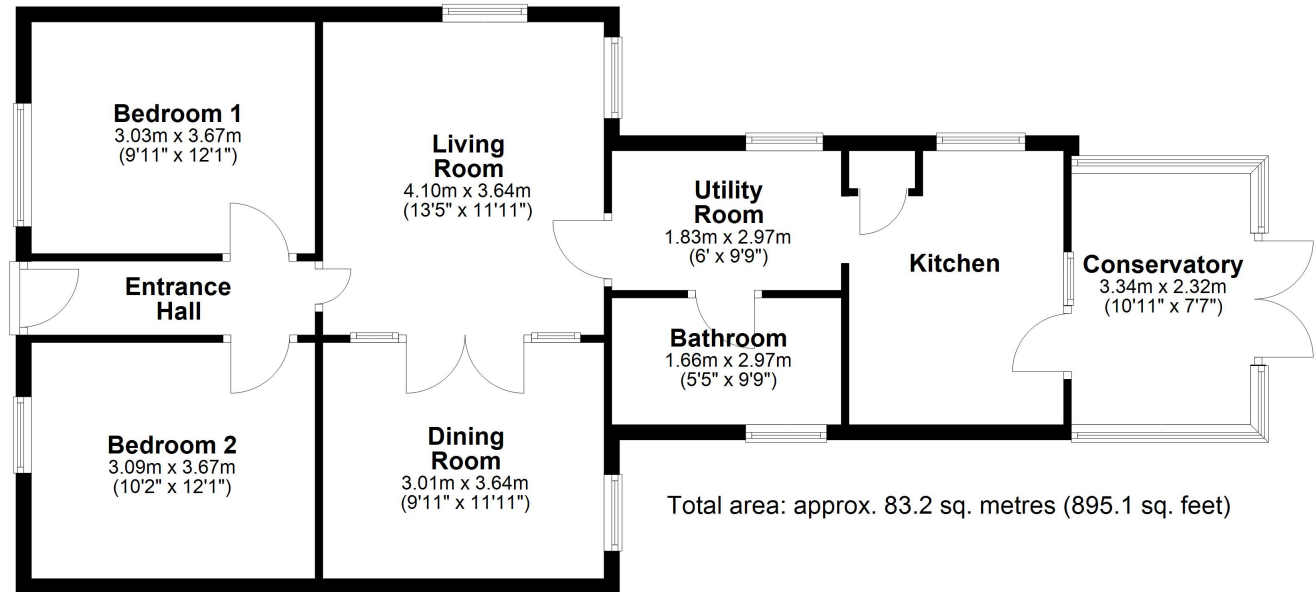 Bedroom 1
3.03m x 3.67m
(9'11" x 12'1")
Living
Room
4.10m x 3.64m
(13'5" x 11'11")
Utility
Room
1.83m x 2.97m
(6' x 9'9")
Kitchen
Conservatory
3.34m x 2.32m
(10'11" x 7'7")
Entrance
Hall
Bathroom
1.66m x 2.97m
(5'5" x 9'9")
Bedroom 2
3.09m x 3.67m
(10'2" x 12'1")
Dining
Room
3.01m x 3.64m
(9'11" x 11'11")
Total area: approx. 83.2 sq. metres (895.1 sq. feet)